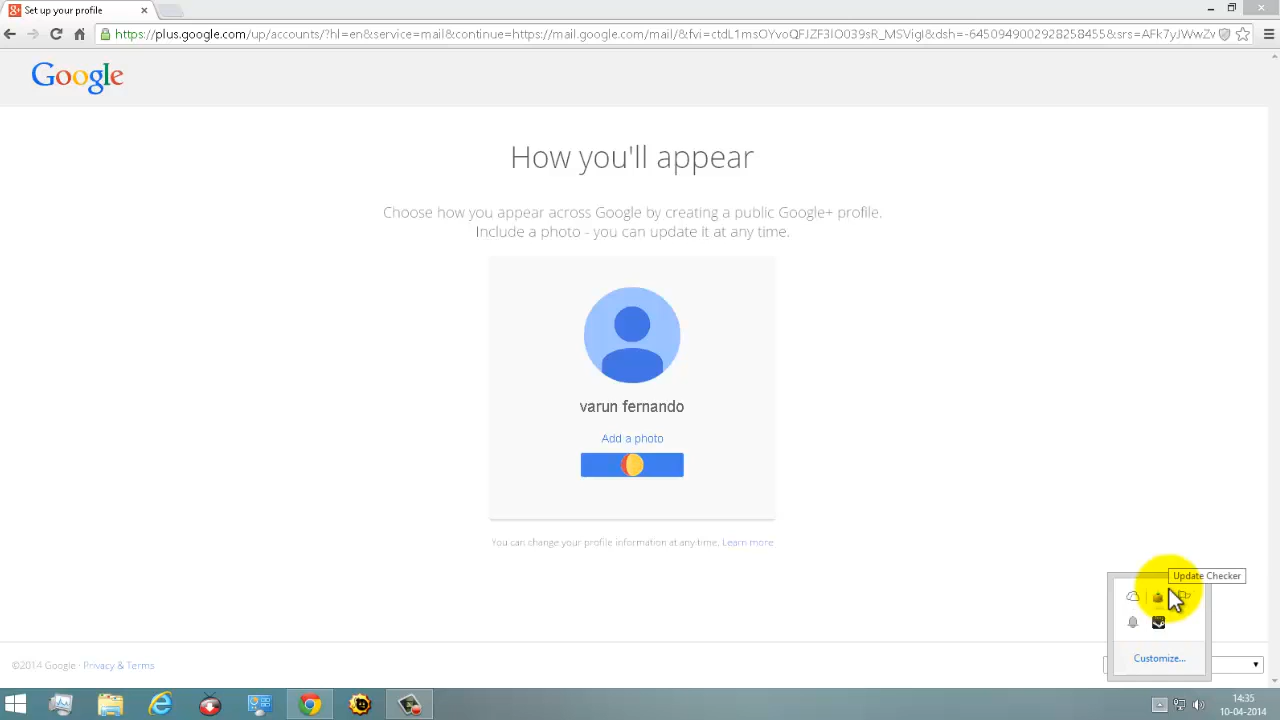 Set up your profile
https://plus.google.com/up/accounts/?hl=en&service=mail&continue=https://mail.google.com/mail/&fvi=ctdL1msOYvoQFJZF3IO039sR_MSVigI&dsh=-6450949002928258455&srs=AFk7yJWwZv
Google
How you'll appear
Choose how you appear across Google by creating a public Google+ profile.
Include a photo - you can update it at any time.
varun fernando
Add a photo
You can change your profile information at any time. Learn more
Update Checker
Customize...
©2014 Google · Privacy & Terms
14:35
10-04-2014